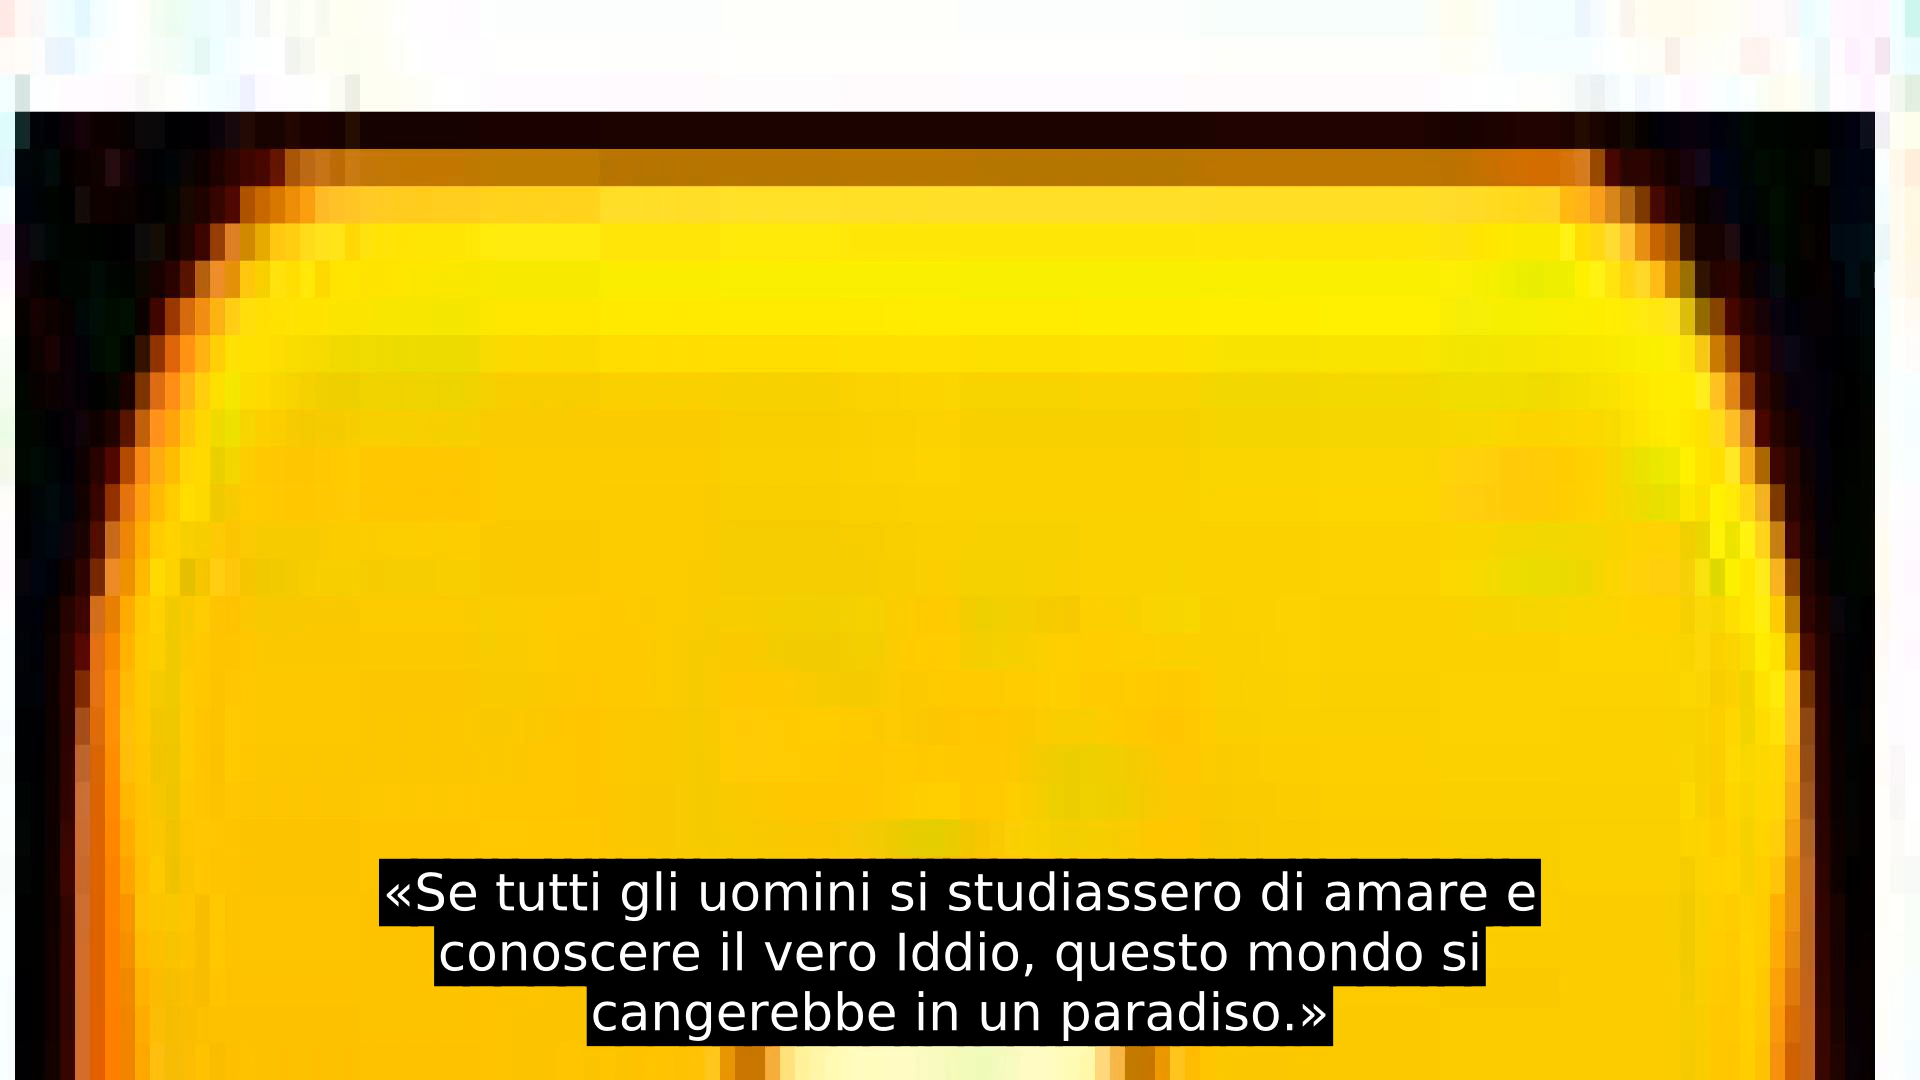 «Se tutti gli uomini si studiassero di amare e
conoscere il vero Iddio, questo mondo si
cangerebbe in un paradiso.»